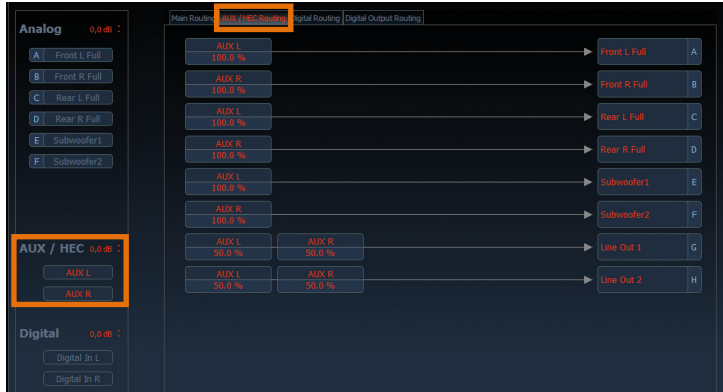 Main Routing AUX / HEC Routing Digital Routing Digital Output Routing
Analog 0,0 dB
A Front L Full
B Front R Full
C Rear L Full
D Rear R Full
E Subwoofer1
F Subwoofer2
AUX / HEC 0,0 dB
AUX L
AUX R
Digital 0,0 dB
Digital In L
Digital In R
AUX L
100.0 %
Front L Full A
AUX R
100.0 %
Front R Full B
AUX L
100.0 %
Rear L Full C
AUX R
100.0 %
Rear R Full D
AUX L
100.0 %
Subwoofer1 E
AUX R
100.0 %
Subwoofer2 F
AUX L AUX R
50.0 % 50.0 %
Line Out 1 G
AUX L AUX R
50.0 % 50.0 %
Line Out 2 H